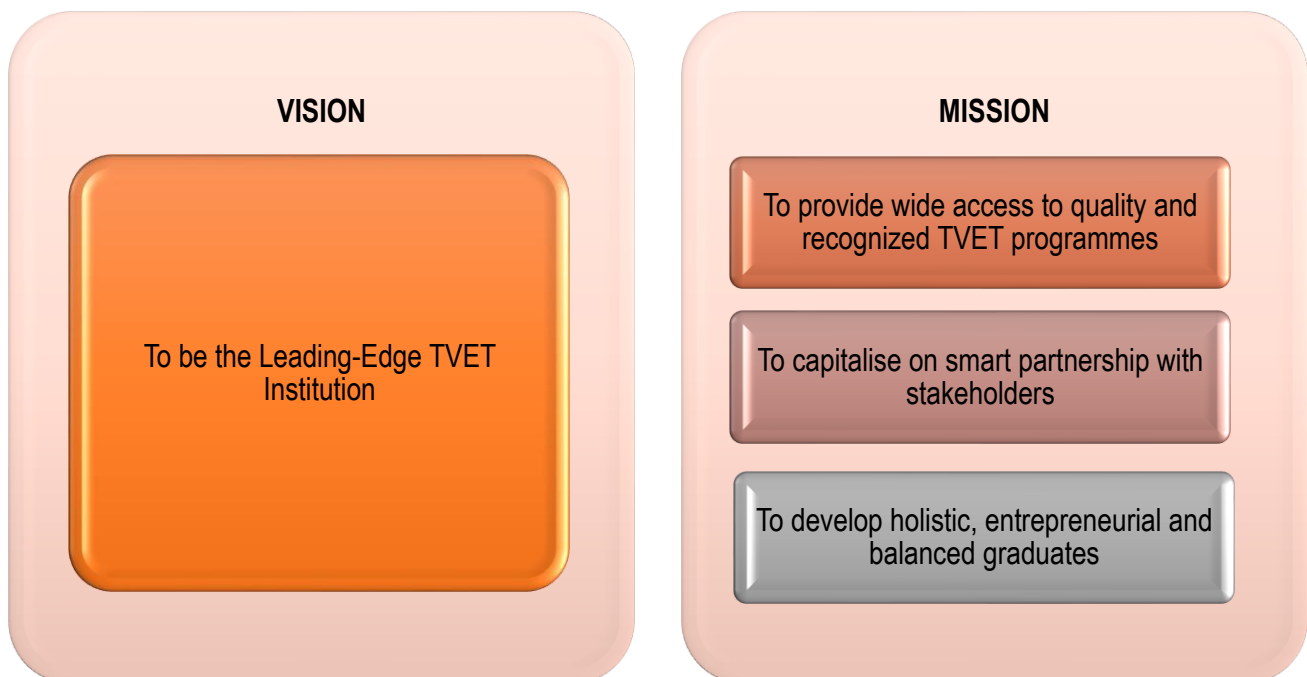 VISION
To be the Leading-Edge TVET
Institution
MISSION
To provide wide access to quality and
recognized TVET programmes
To capitalise on smart partnership with
stakeholders
To develop holistic, entrepreneurial and
balanced graduates